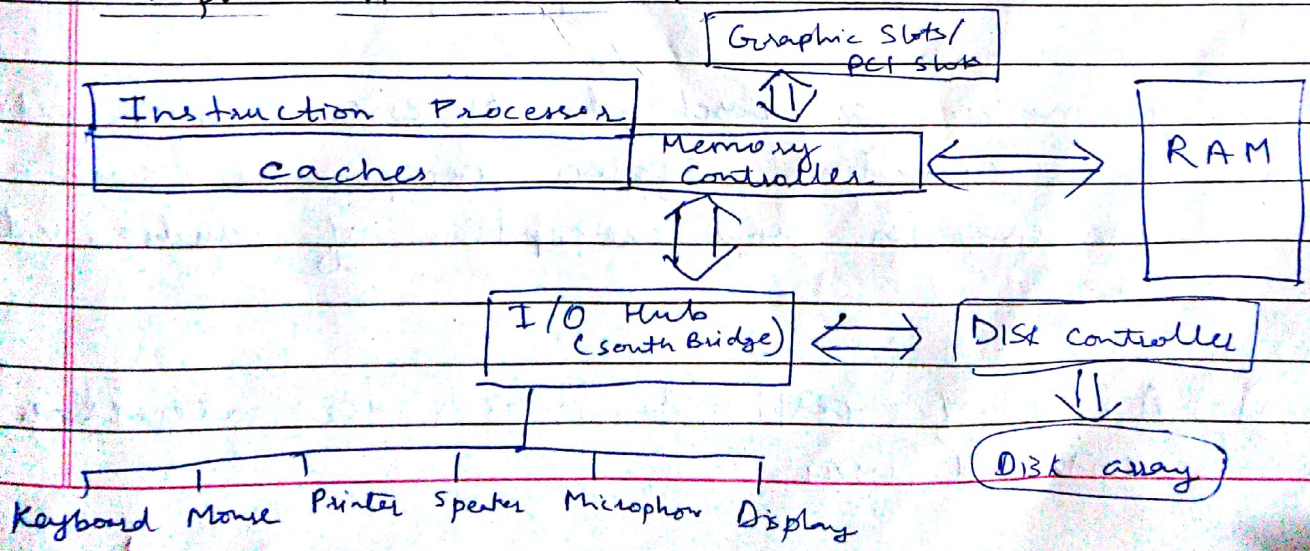 Graphic Slots/
PCI Slots
Instruction Processor
caches
Memory
Controller
RAM
I/O Hub
(South Bridge)
DISK Controller
Disk array
Keyboard Mouse Printer Speaker Microphon Display